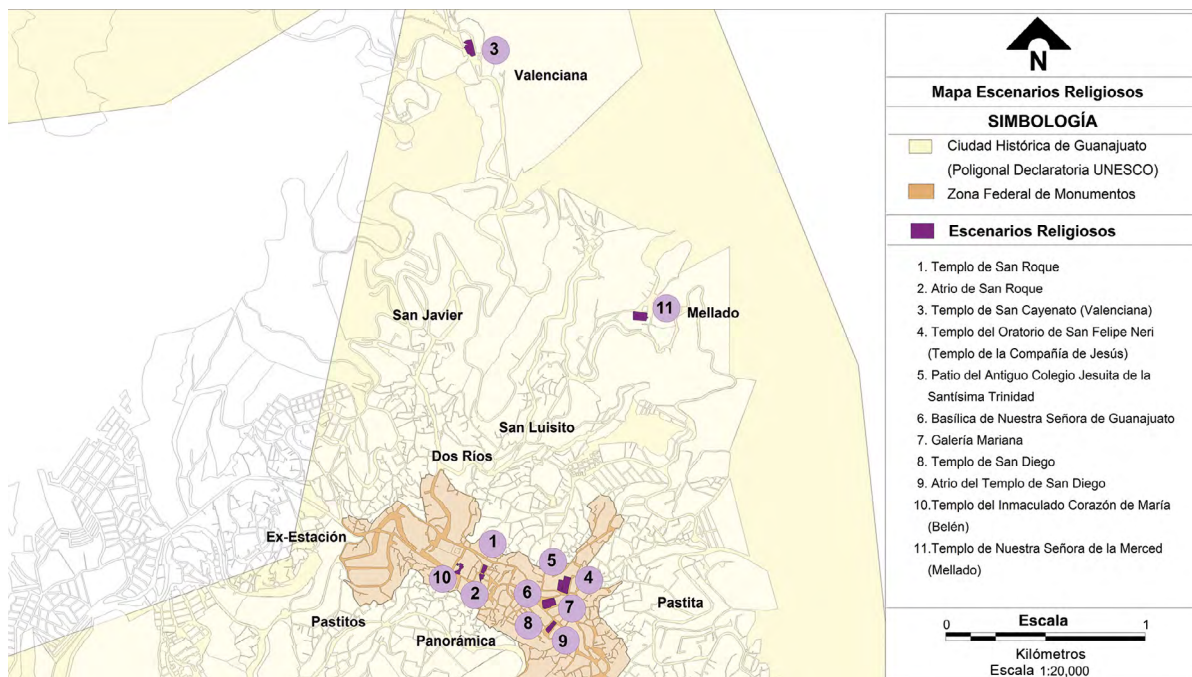 3
Valenciana
11
Mellado
San Javier
San Luisito
Dos Ríos
Ex-Estación
1
5
4
10
2
6
7
Pastita
8
9
Pastitos
Panorámica
N
Mapa Escenarios Religiosos
SIMBOLOGÍA
Ciudad Histórica de Guanajuato
(Poligonal Declaratoria UNESCO)
Zona Federal de Monumentos
Escenarios Religiosos
1. Templo de San Roque
2. Atrio de San Roque
3. Templo de San Cayenato (Valenciana)
4. Templo del Oratorio de San Felipe Neri
(Templo de la Compañía de Jesús)
5. Patio del Antiguo Colegio Jesuita de la
Santísima Trinidad
6. Basílica de Nuestra Señora de Guanajuato
7. Galería Mariana
8. Templo de San Diego
9. Atrio del Templo de San Diego
10. Templo del Inmaculado Corazón de María
(Belén)
11.Templo de Nuestra Señora de la Merced
(Mellado)
0 Escala 1
Kilómetros
Escala 1:20,000